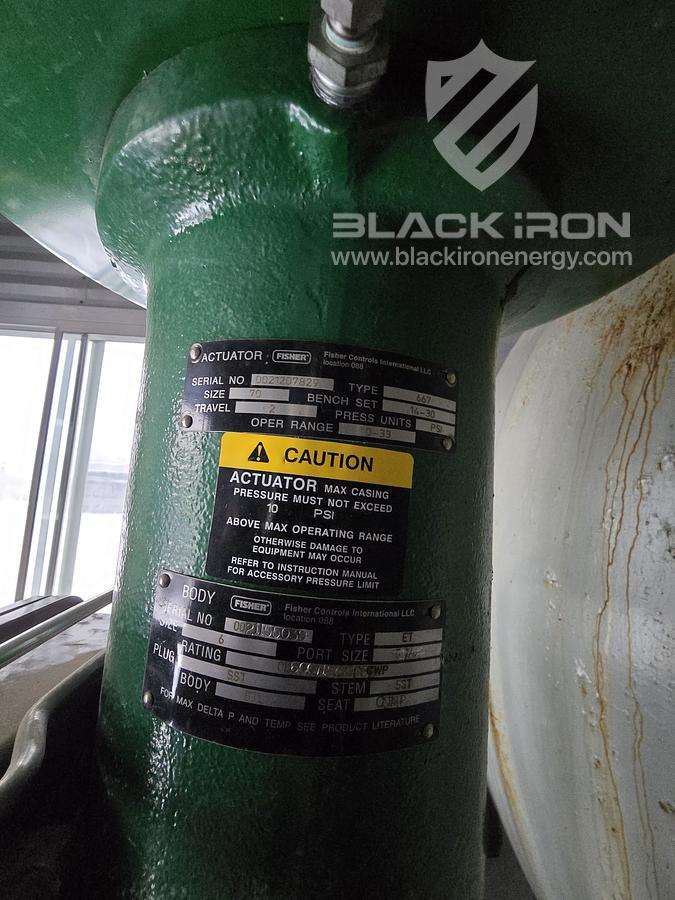 BLACK IRON
www.blackironenergy.com
ACTUATOR FISHER Fisher Controls International LLC
location 088
SERIAL NO 0021207829 TYPE 667
SIZE 70 BENCH SET 14-30
TRAVEL 2 PRESS UNITS PSI
OPER RANGE 0-33
CAUTION
ACTUATOR MAX CASING
PRESSURE MUST NOT EXCEED
10 PSI
ABOVE MAX OPERATING RANGE
OTHERWISE DAMAGE TO
EQUIPMENT MAY OCCUR
REFER TO INSTRUCTION MANUAL
FOR ACCESSORY PRESSURE LIMIT
BODY FISHER Fisher Controls International LLC
location 088
SERIAL NO TYPE ET
SIZE 6 PORT SIZE
RATING CWP
PLUG SST STEM SST
BODY SEAT
FOR MAX DELTA P AND TEMP SEE PRODUCT LITERATURE